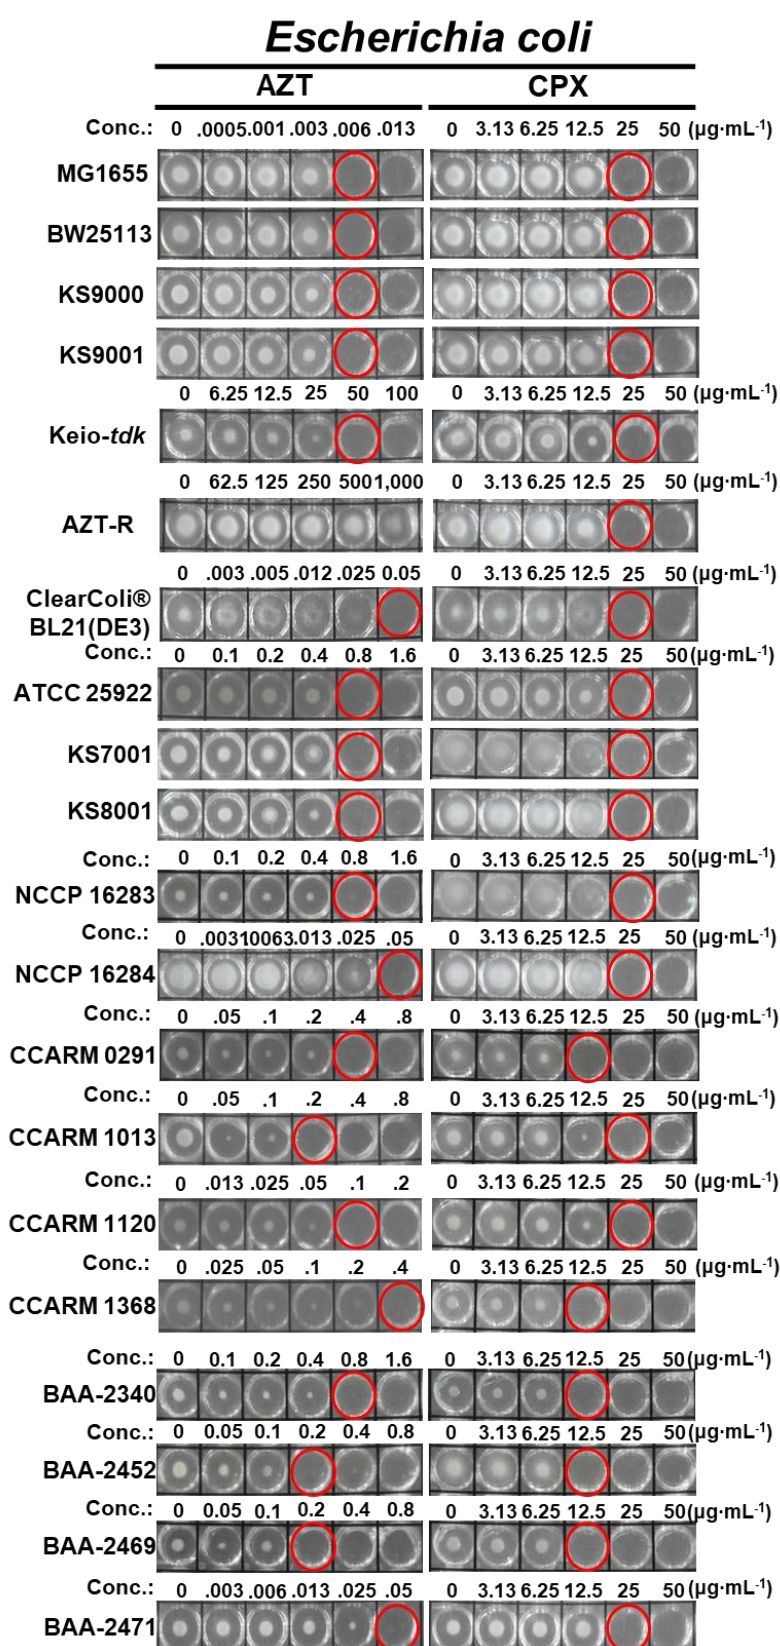 Escherichia coli
AZT CPX
Conc.: 0 .0005 .001 .003 .006 .013 0 3.13 6.25 12.5 25 50 (µg·mL-1)
MG1655
BW25113
KS9000
KS9001
0 6.25 12.5 25 50 100 0 3.13 6.25 12.5 25 50 (µg·mL-1)
Keio-tdk
0 62.5 125 250 500 1,000 0 3.13 6.25 12.5 25 50 (µg·mL-1)
AZT-R
0 .003 .005 .012 .025 0.05 0 3.13 6.25 12.5 25 50 (µg·mL-1)
ClearColi®
BL21(DE3)
Conc.: 0 0.1 0.2 0.4 0.8 1.6 0 3.13 6.25 12.5 25 50 (µg·mL-1)
ATCC 25922
KS7001
KS8001
Conc.: 0 0.1 0.2 0.4 0.8 1.6 0 3.13 6.25 12.5 25 50 (µg·mL-1)
NCCP 16283
Conc.: 0 .0031 0063 .013 .025 .05 0 3.13 6.25 12.5 25 50 (µg·mL-1)
NCCP 16284
Conc.: 0 .05 .1 .2 .4 .8 0 3.13 6.25 12.5 25 50 (µg·mL-1)
CCARM 0291
Conc.: 0 .05 .1 .2 .4 .8 0 3.13 6.25 12.5 25 50 (µg·mL-1)
CCARM 1013
Conc.: 0 .013 .025 .05 .1 .2 0 3.13 6.25 12.5 25 50 (µg·mL-1)
CCARM 1120
Conc.: 0 .025 .05 .1 .2 .4 0 3.13 6.25 12.5 25 50 (µg·mL-1)
CCARM 1368
Conc.: 0 0.1 0.2 0.4 0.8 1.6 0 3.13 6.25 12.5 25 50 (µg·mL-1)
BAA-2340
Conc.: 0 0.05 0.1 0.2 0.4 0.8 0 3.13 6.25 12.5 25 50 (µg·mL-1)
BAA-2452
Conc.: 0 0.05 0.1 0.2 0.4 0.8 0 3.13 6.25 12.5 25 50 (µg·mL-1)
BAA-2469
Conc.: 0 .003 .006 .013 .025 .05 0 3.13 6.25 12.5 25 50 (µg·mL-1)
BAA-2471